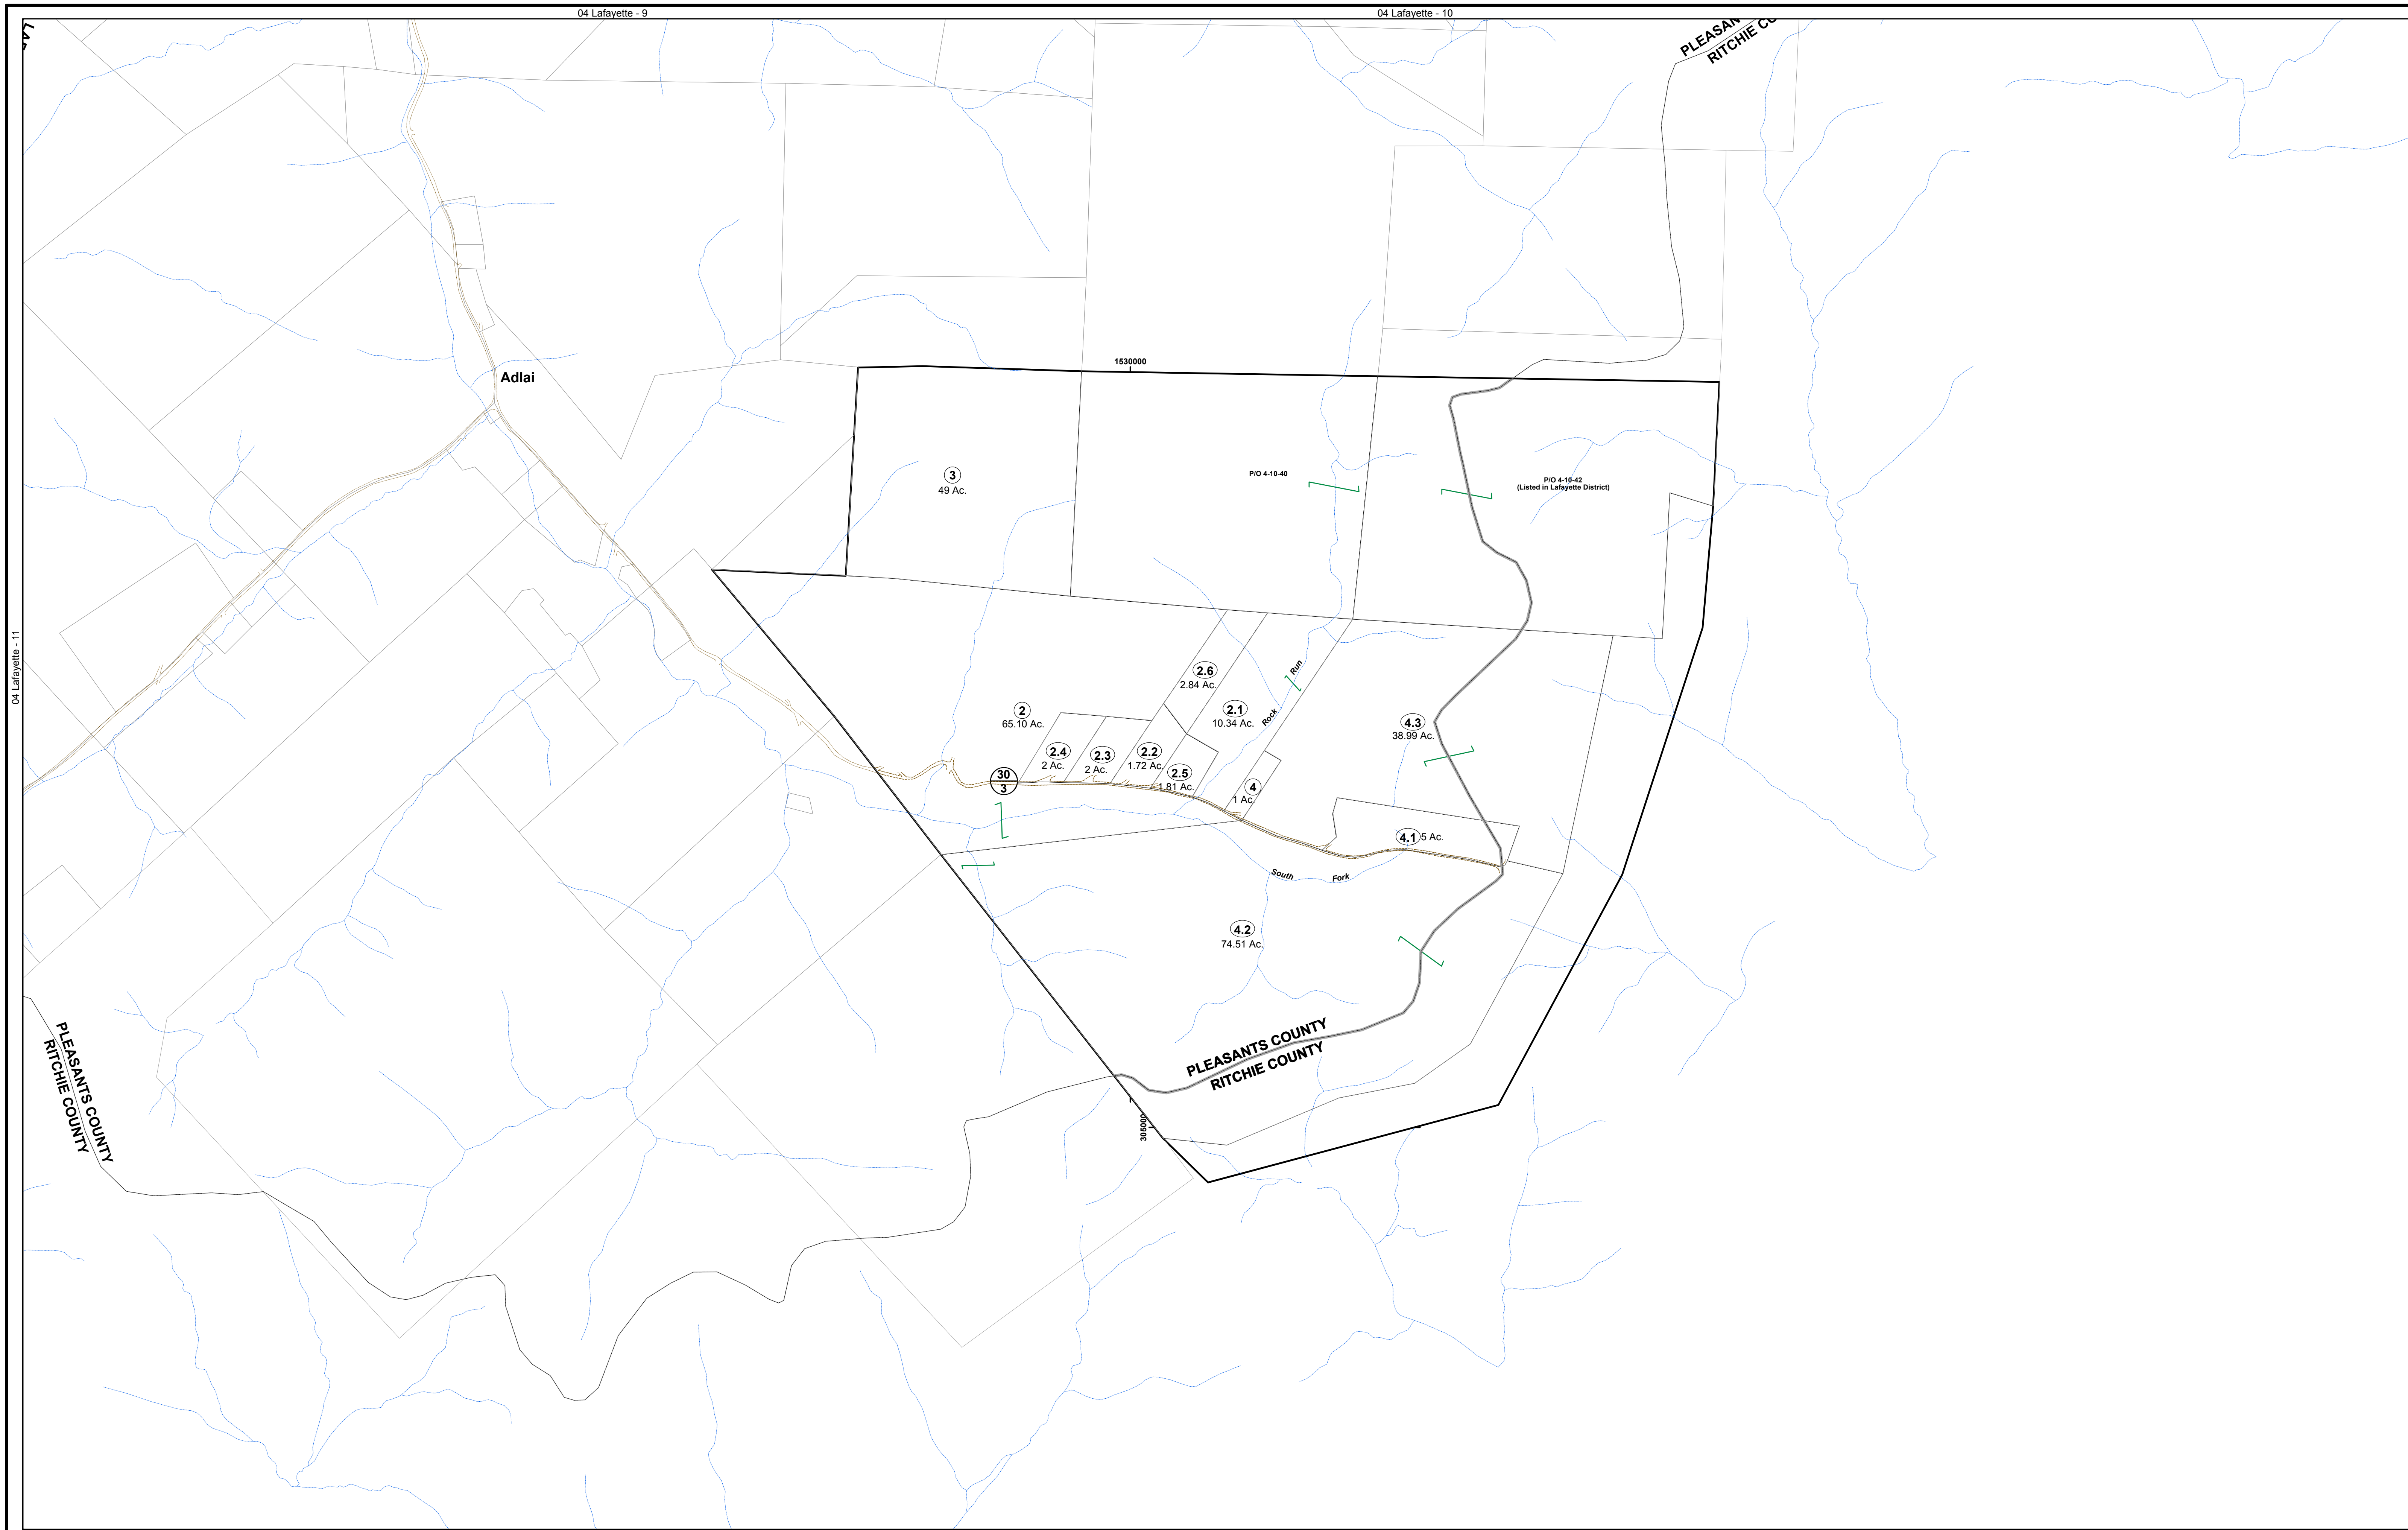 04 Lafayette - 9
04 Lafayette - 10
RITCHIE
Adlai
1530000
3
49 Ac.
P/O 4-10-40
P/O 4-10-42
(Listed in Lafayette District)
04 Lafayette - 11
2.6
2.84 Ac.
Rock Run
2
65.10 Ac.
2.1
10.34 Ac.
4.3
38.99 Ac.
2.4
2 Ac.
2.3
2 Ac.
2.2
1.72 Ac.
2.5
1.81 Ac.
30
3
4
1 Ac.
4.1 5 Ac.
South Fork
4.2
74.51 Ac.
PLEASANTS COUNTY
RITCHIE COUNTY
PLEASANTS COUNTY
RITCHIE COUNTY
305000